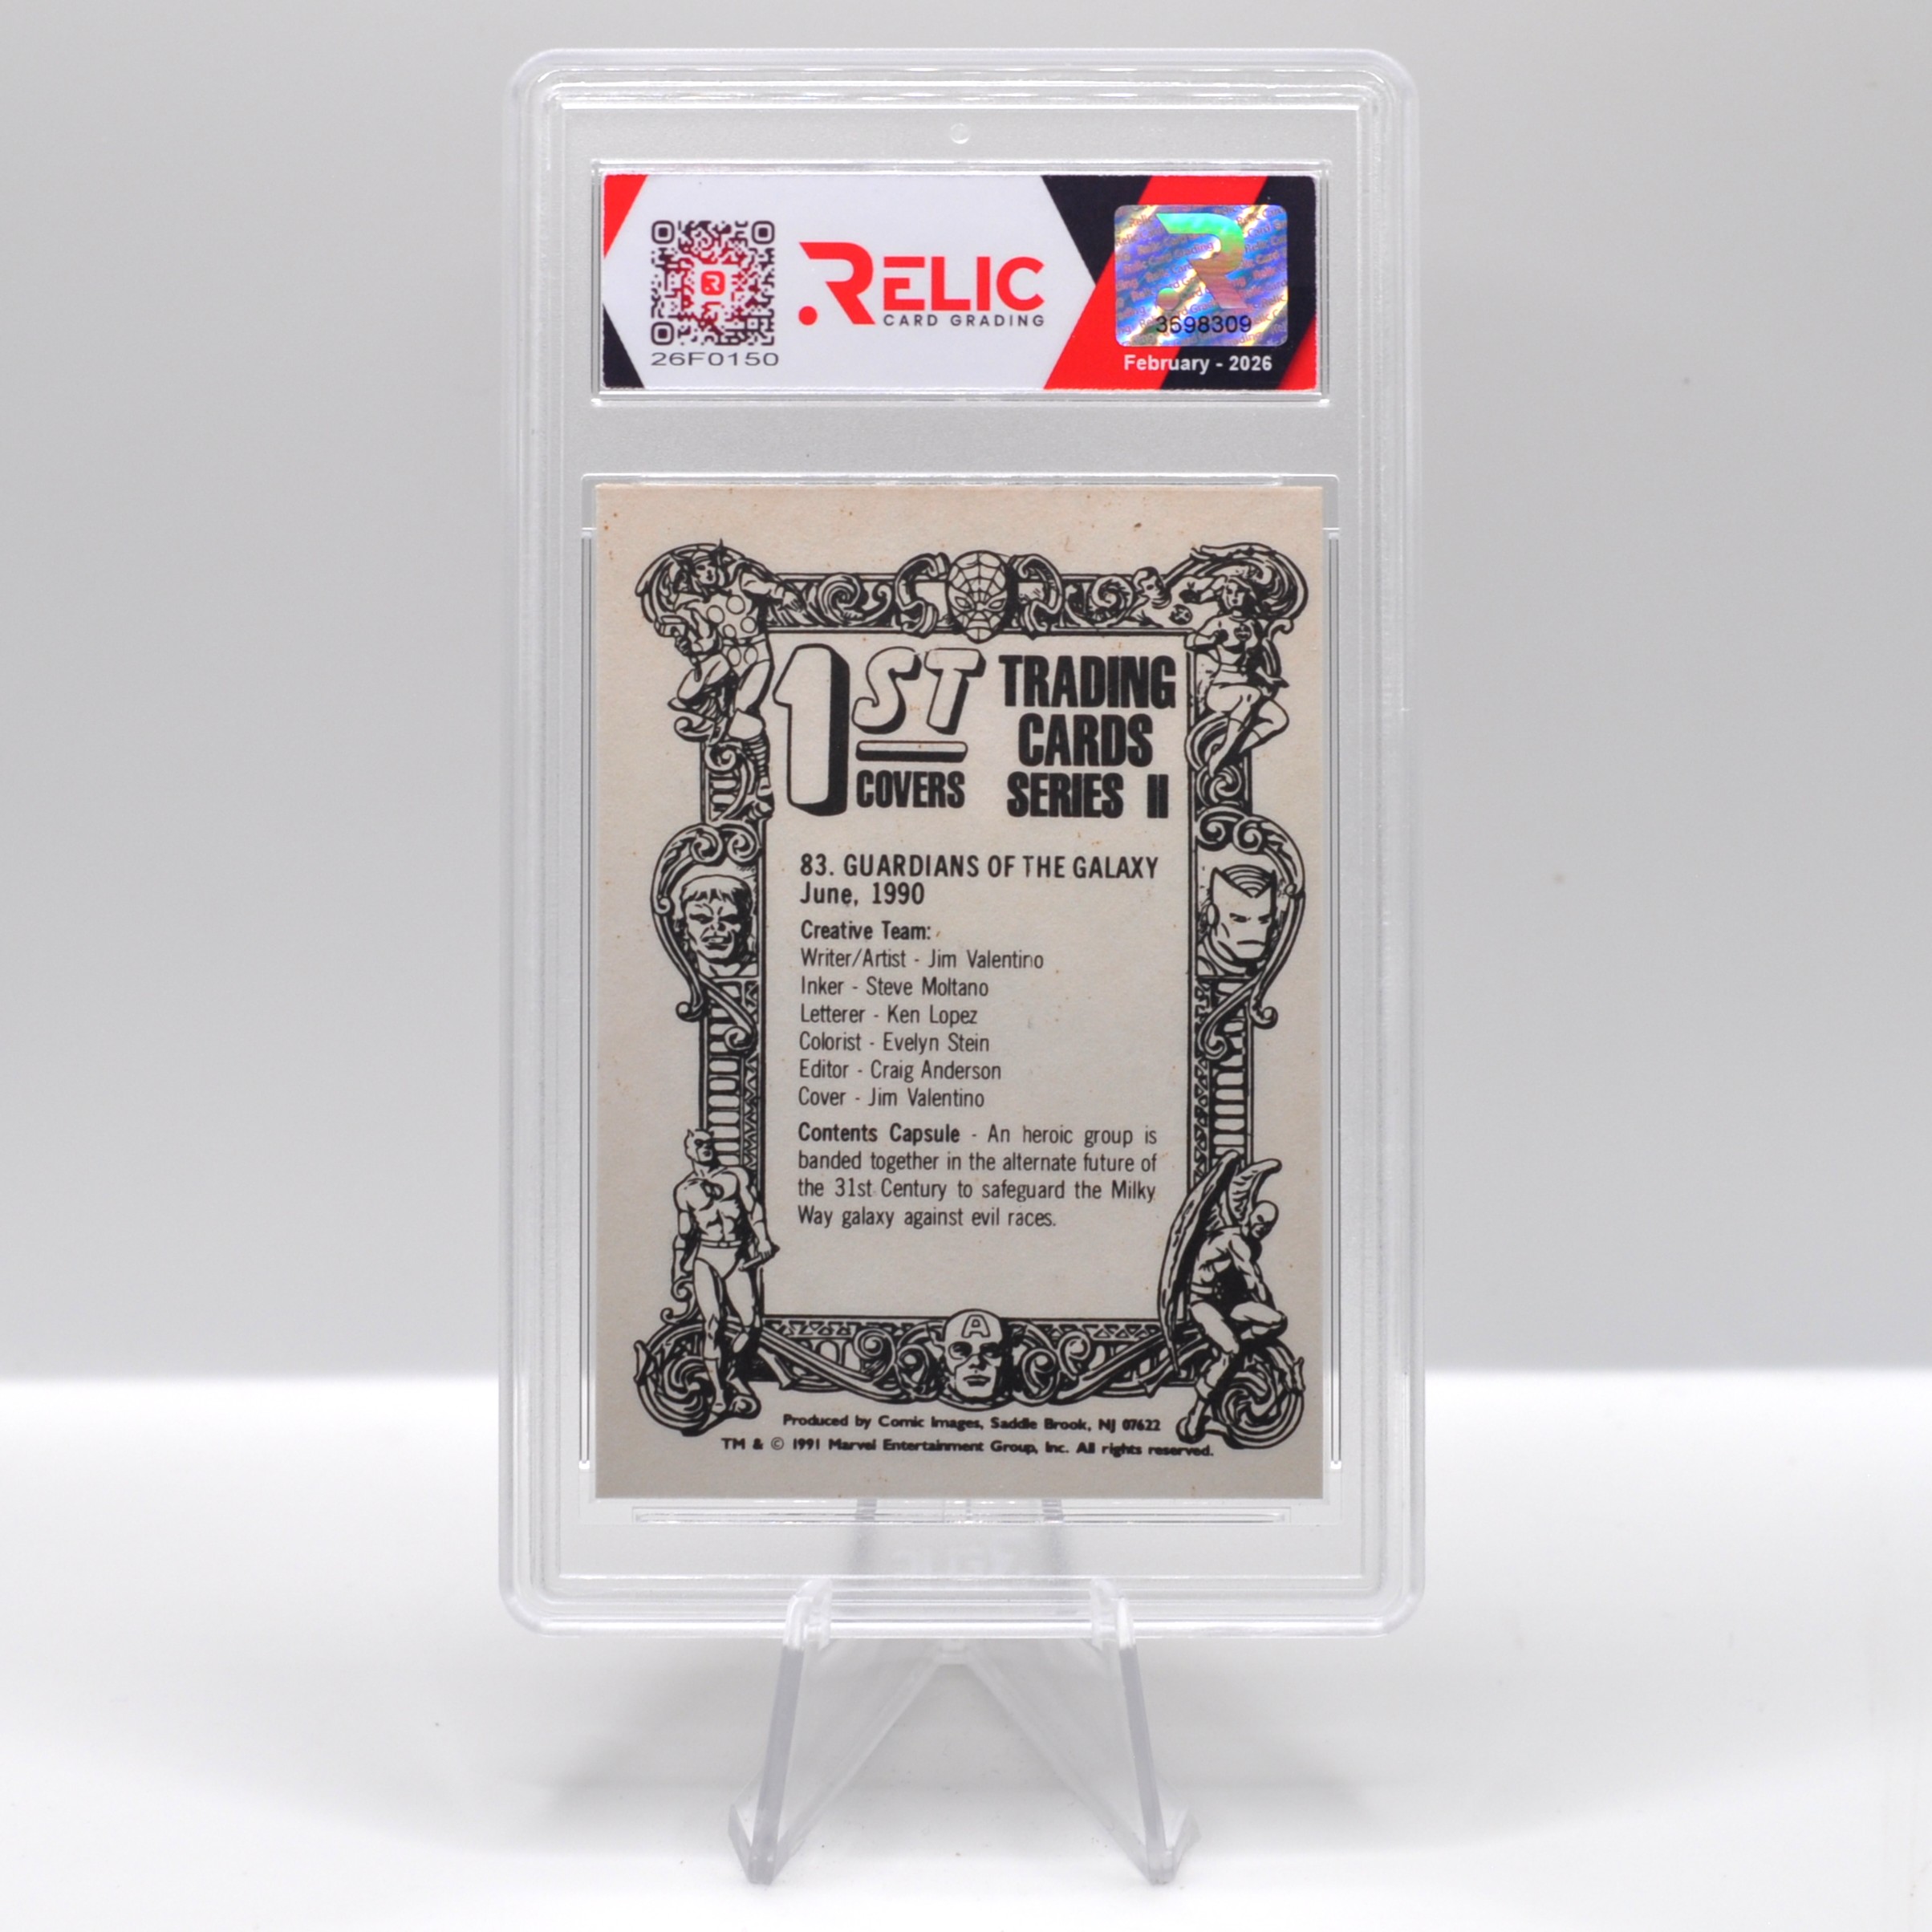 RELIC
CARD GRADING
26F0150
3698309
February - 2026
1ST COVERS
TRADING CARDS SERIES II
83. GUARDIANS OF THE GALAXY
June, 1990
Creative Team:
Writer/Artist - Jim Valentino
Inker - Steve Moltano
Letterer - Ken Lopez
Colorist - Evelyn Stein
Editor - Craig Anderson
Cover - Jim Valentino
Contents Capsule - An heroic group is
banded together in the alternate future of
the 31st Century to safeguard the Milky
Way galaxy against evil races.
A
Produced by Comic Images, Saddle Brook, NJ 07622
TM & © 1991 Marvel Entertainment Group, Inc. All rights reserved.